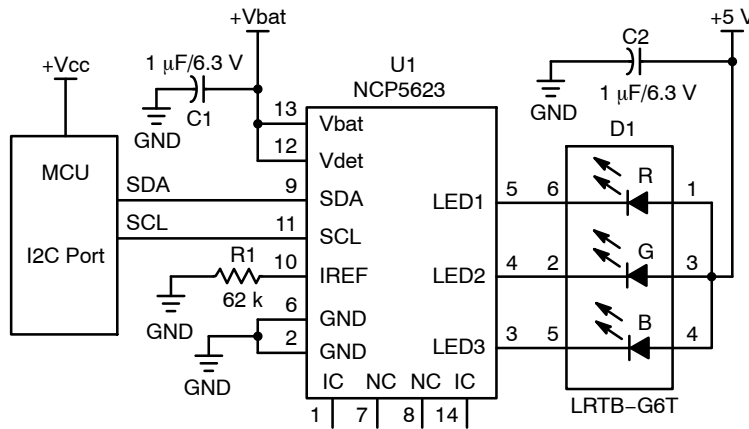 +Vbat
+5 V
+Vcc
1 μF/6.3 V
C1
GND
U1
NCP5623
C2
GND
1 μF/6.3 V
D1
MCU
I2C Port
SDA
SCL
13
Vbat
12
Vdet
9
SDA
11
SCL
R1
62 k
GND
10
IREF
6
GND
2
GND
GND
LED1
5
6
R
1
LED2
4
2
G
3
LED3
3
5
B
4
IC
NC
NC
IC
1
7
8
14
LRTB–G6T